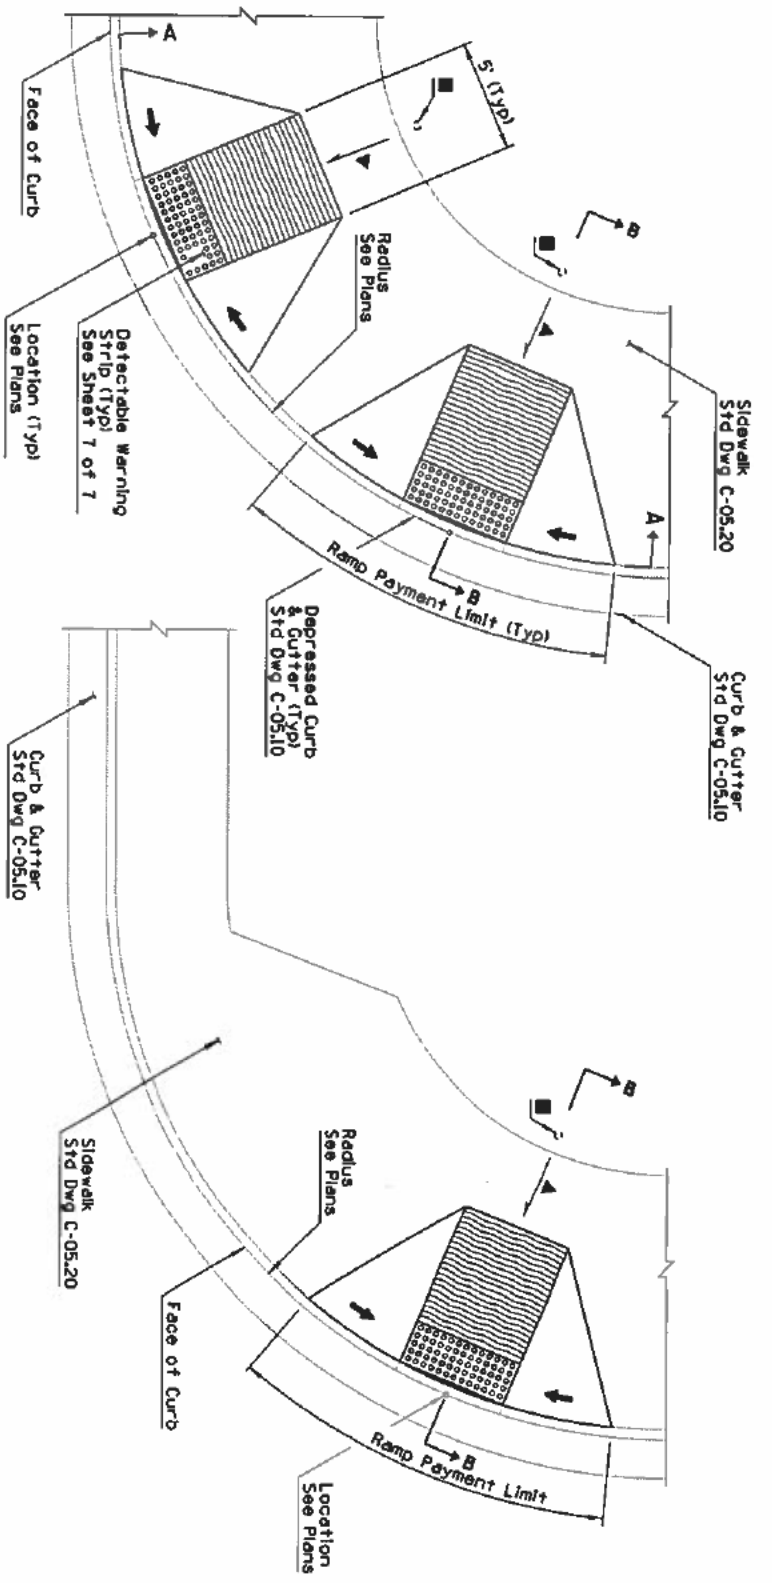 A
Face of Curb
5' (Typ)
B
Radius
See Plans
Detectable Warning
Strip (Typ)
See Sheet 7 of 7
Location (Typ)
See Plans
Sidewalk
Std Dwg C-05.20
A
B
Ramp Payment Limit (Typ)
Depressed Curb
& Gutter (Typ)
Std Dwg C-05.10
Curb & Gutter
Std Dwg C-05.10
Curb & Gutter
Std Dwg C-05.10
Sidewalk
Std Dwg C-05.20
B
Radius
See Plans
Face of Curb
B
Ramp Payment Limit
Location
See Plans